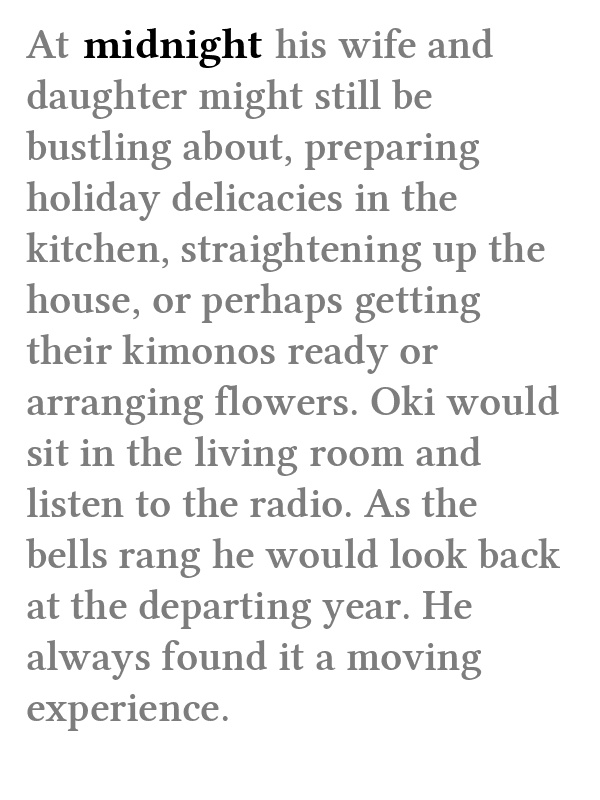 At midnight his wife and
daughter might still be
bustling about, preparing
holiday delicacies in the
kitchen, straightening up the
house, or perhaps getting
their kimonos ready or
arranging flowers. Oki would
sit in the living room and
listen to the radio. As the
bells rang he would look back
at the departing year. He
always found it a moving
experience.